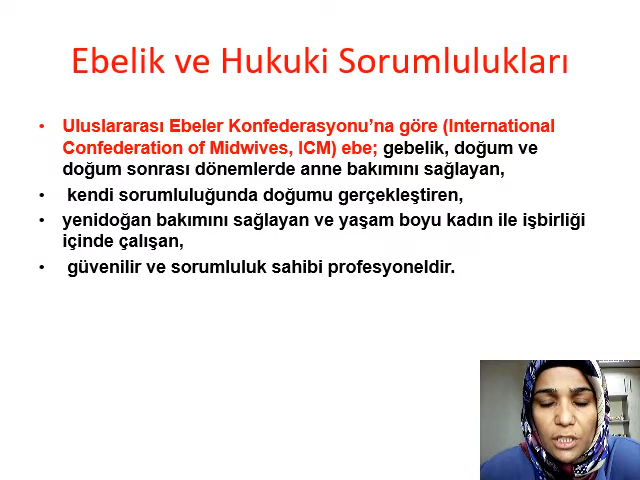 Ebelik ve Hukuki Sorumlulukları
• Uluslararası Ebeler Konfederasyonu’na göre (International
Confederation of Midwives, ICM) ebe; gebelik, doğum ve
doğum sonrası dönemlerde anne bakımını sağlayan,
• kendi sorumluluğunda doğumu gerçekleştiren,
• yenidoğan bakımını sağlayan ve yaşam boyu kadın ile işbirliği
içinde çalışan,
• güvenilir ve sorumluluk sahibi profesyoneldir.